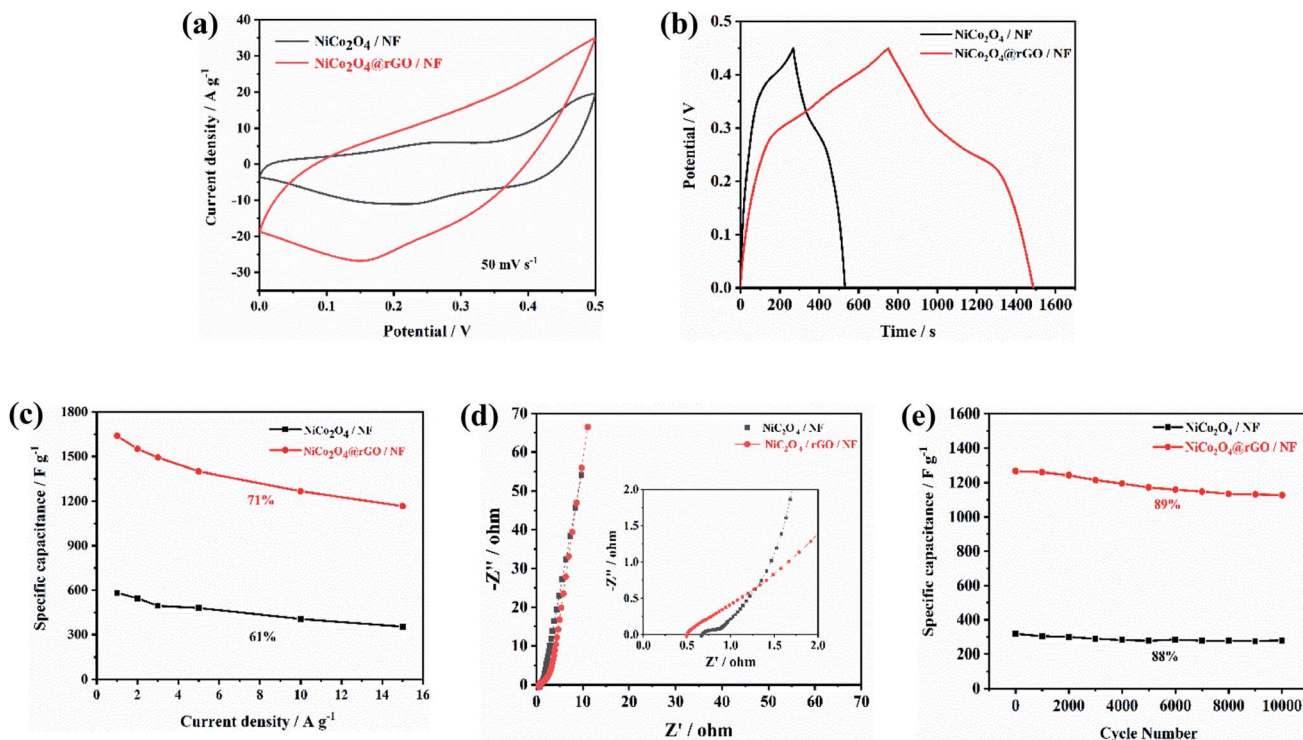 (a)
35
30
20
10
0
-10
-20
-30
Current density / A g⁻¹
NiCo₂O₄ / NF
NiCo₂O₄@rGO / NF
50 mV s⁻¹
0.0 0.1 0.2 0.3 0.4 0.5
Potential / V
(b)
0.5
0.4
0.3
0.2
0.1
0.0
Potential / V
NiCo₂O₄ / NF
NiCo₂O₄@rGO / NF
0 200 400 600 800 1000 1200 1400 1600
Time / s
(c)
1800
1500
1200
900
600
300
0
Specific capacitance / F g⁻¹
NiCo₂O₄ / NF
NiCo₂O₄@rGO / NF
71%
61%
0 2 4 6 8 10 12 14 16
Current density / A g⁻¹
(d)
70
60
50
40
30
20
10
0
-Z'' / ohm
NiC₂O₄ / NF
NiC₂O₄ / rGO / NF
2.0
1.5
1.0
0.5
0.0
-Z'' / ohm
0.0 0.5 1.0 1.5 2.0
Z' / ohm
0 10 20 30 40 50 60 70
Z' / ohm
(e)
1600
1400
1200
1000
800
600
400
200
0
Specific capacitance / F g⁻¹
NiCo₂O₄ / NF
NiCo₂O₄@rGO / NF
89%
88%
0 2000 4000 6000 8000 10000
Cycle Number